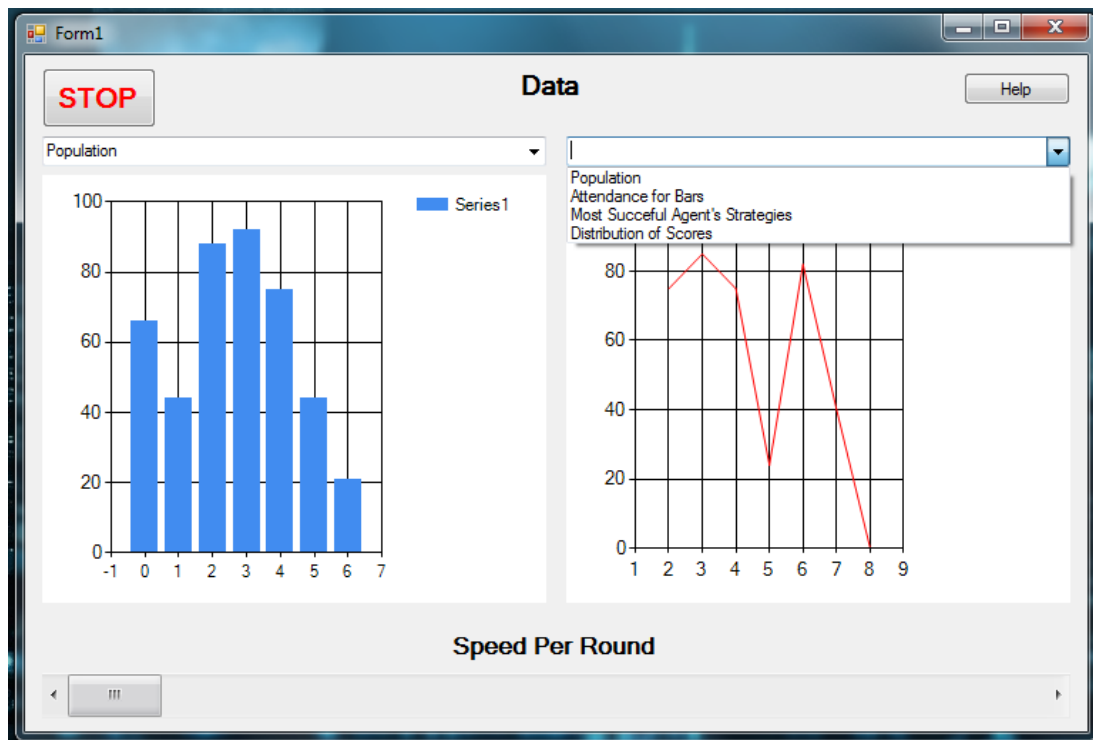 Form1
STOP
Data
Help
Population
Population
Attendance for Bars
Most Succeful Agent's Strategies
Distribution of Scores
100
80
60
40
20
0
-1 0 1 2 3 4 5 6 7
Series1
80
60
40
20
0
1 2 3 4 5 6 7 8 9
Speed Per Round